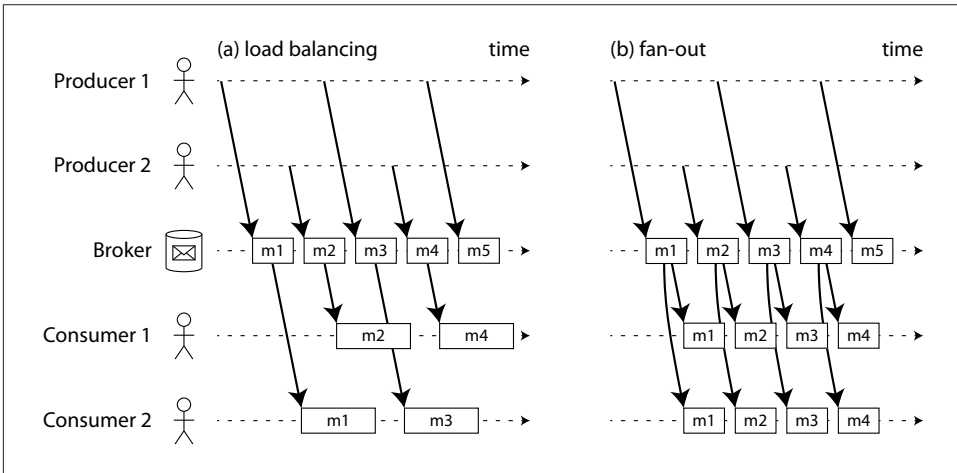 (a) load balancing time (b) fan-out time
Producer 1
Producer 2
Broker m1 m2 m3 m4 m5 m1 m2 m3 m4 m5
Consumer 1 m2 m4 m1 m2 m3 m4
Consumer 2 m1 m3 m1 m2 m3 m4